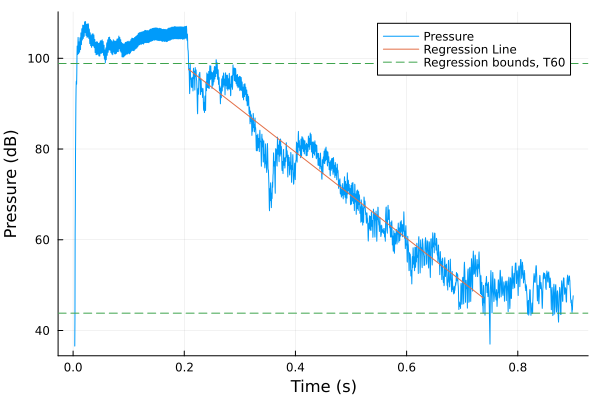 Pressure
Regression Line
Regression bounds, T60
100
80
60
40
Pressure (dB)
0.0
0.2
0.4
0.6
0.8
Time (s)